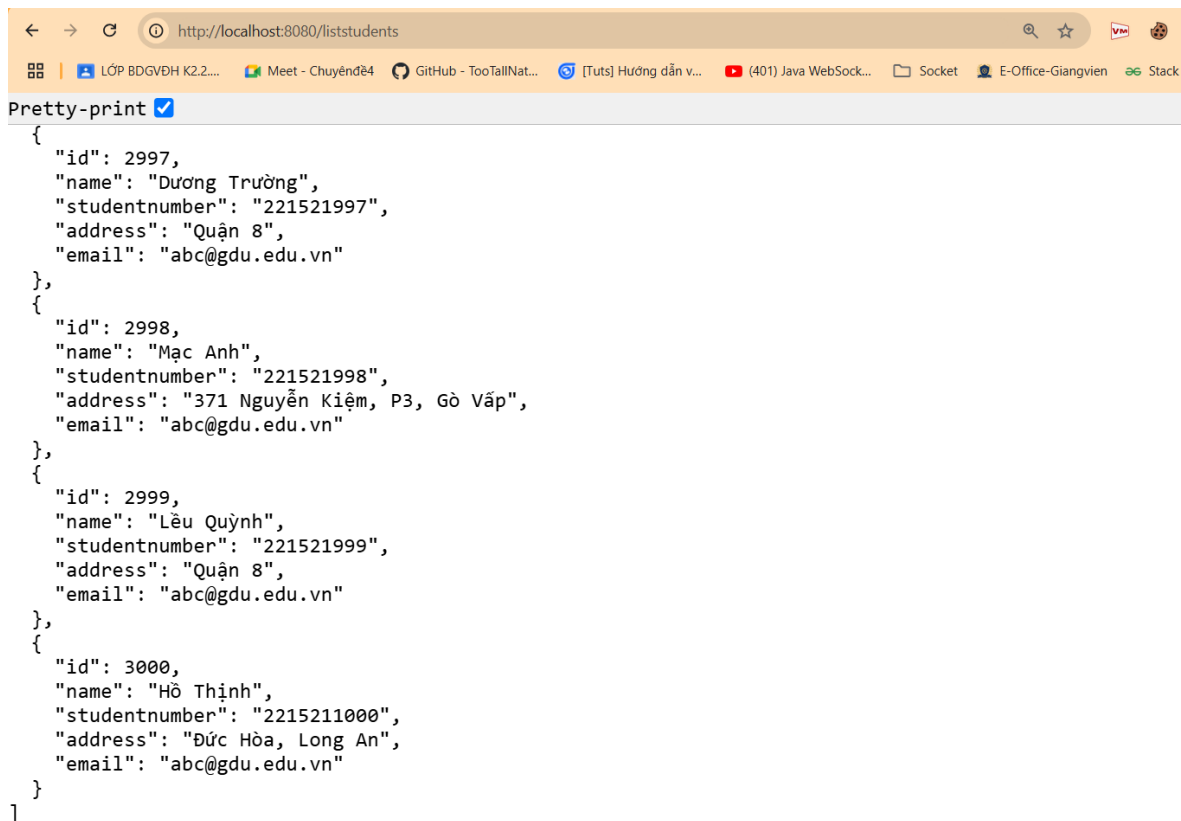 http://localhost:8080/liststudents
VM
LỚP BDGVĐH K2.2....
Meet - Chuyênđề4
GitHub - TooTallNat...
[Tuts] Hướng dẫn v...
(401) Java WebSock...
Socket
E-Office-Giangvien
Stack
Pretty-print
{
"id": 2997,
"name": "Dương Trường",
"studentnumber": "221521997",
"address": "Quận 8",
"email": "abc@gdu.edu.vn"
},
{
"id": 2998,
"name": "Mạc Anh",
"studentnumber": "221521998",
"address": "371 Nguyễn Kiệm, P3, Gò Vấp",
"email": "abc@gdu.edu.vn"
},
{
"id": 2999,
"name": "Lều Quỳnh",
"studentnumber": "221521999",
"address": "Quận 8",
"email": "abc@gdu.edu.vn"
},
{
"id": 3000,
"name": "Hồ Thịnh",
"studentnumber": "2215211000",
"address": "Đức Hòa, Long An",
"email": "abc@gdu.edu.vn"
}
]